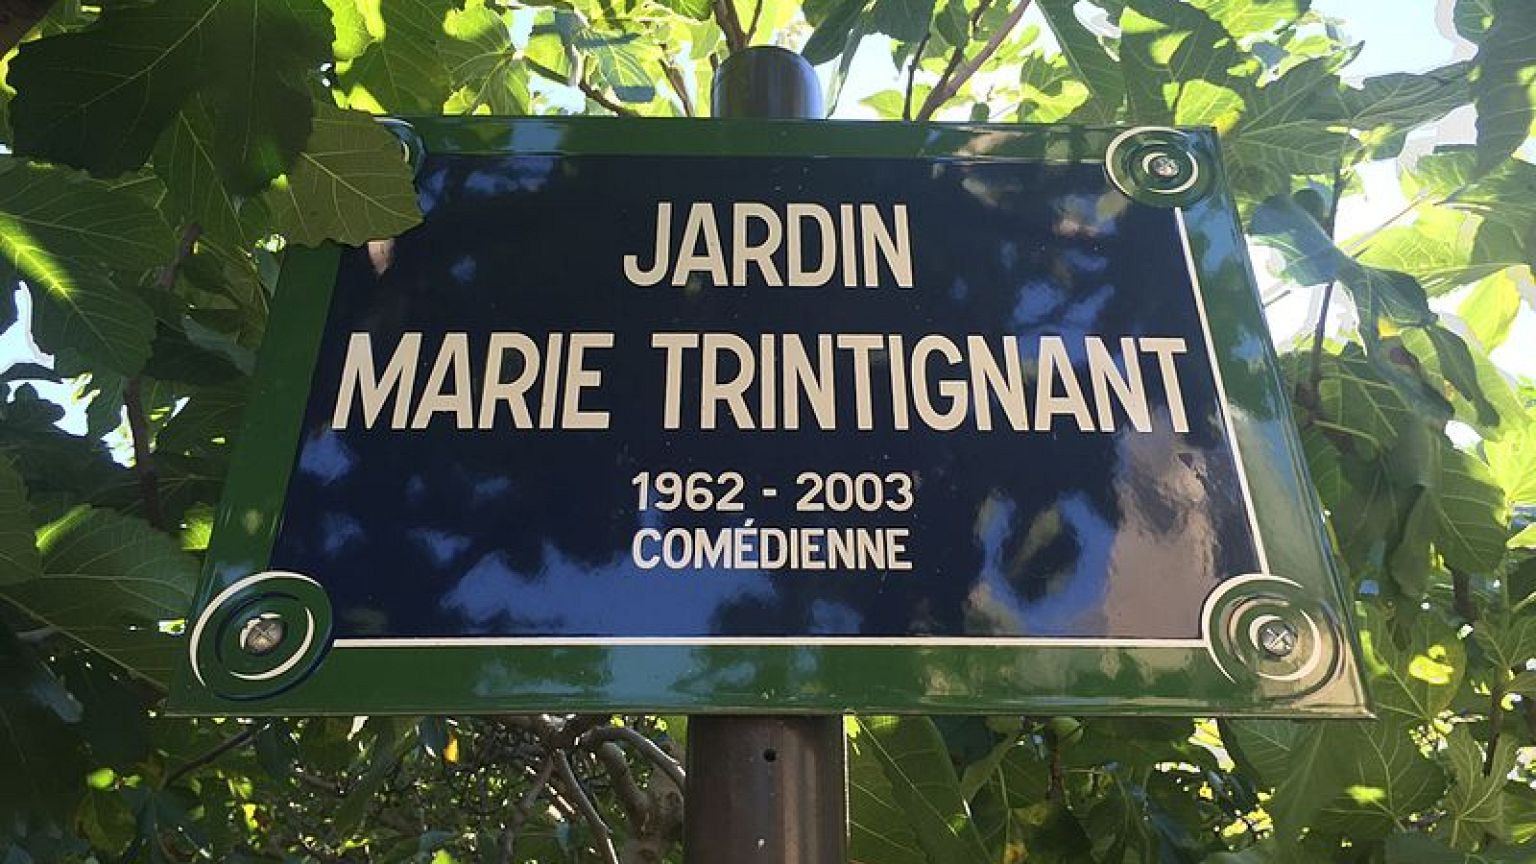 JARDIN
MARIE TRINTIGNANT
1962 - 2003
COMÉDIENNE